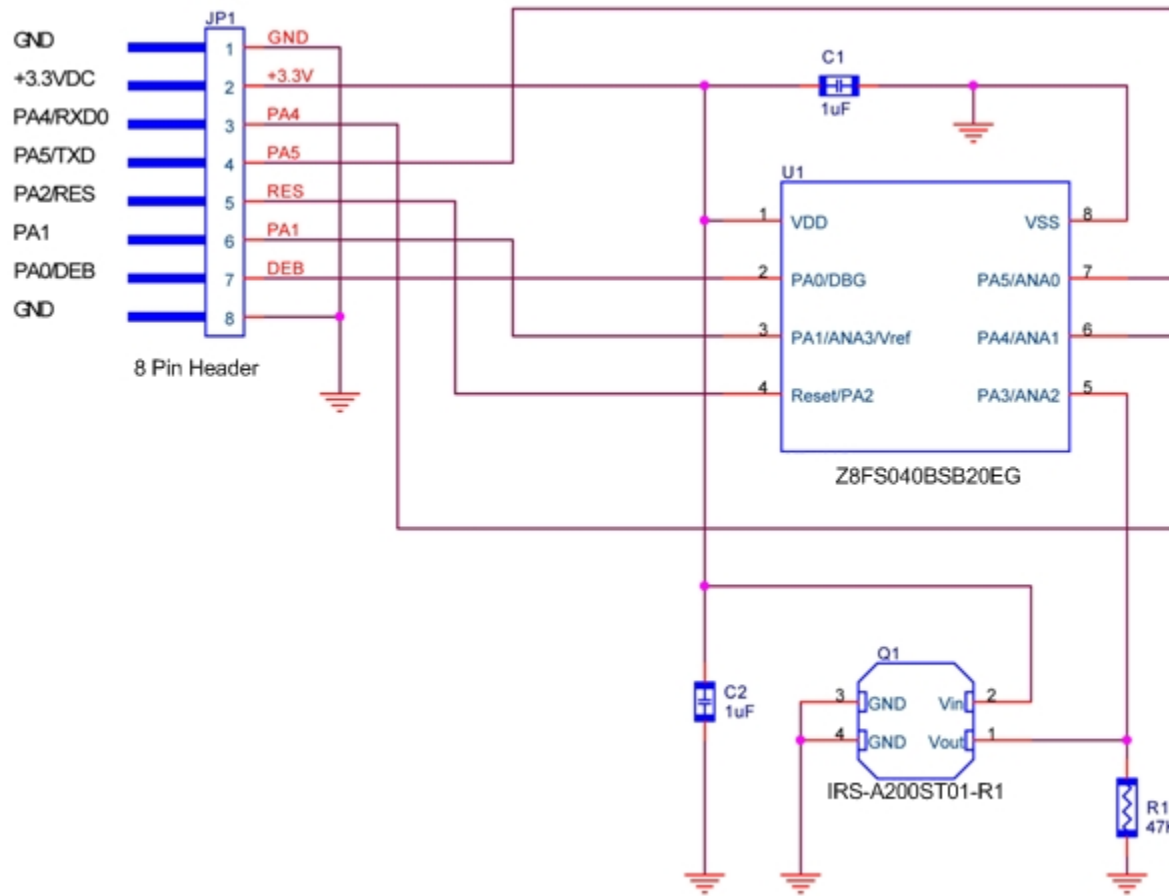 JP1
GND 1 GND
+3.3VDC 2 +3.3V
PA4/RXD0 3 PA4
PA5/TXD 4 PA5
PA2/RES 5 RES
PA1 6 PA1
PA0/DEB 7 DEB
GND 8
8 Pin Header
C1
1uF
U1
1 VDD VSS 8
2 PA0/DBG PA5/ANA0 7
3 PA1/ANA3/Vref PA4/ANA1 6
4 Reset/PA2 PA3/ANA2 5
Z8FS040BSB20EG
C2
1uF
Q1
3 GND Vin 2
4 GND Vout 1
IRS-A200ST01-R1
R1